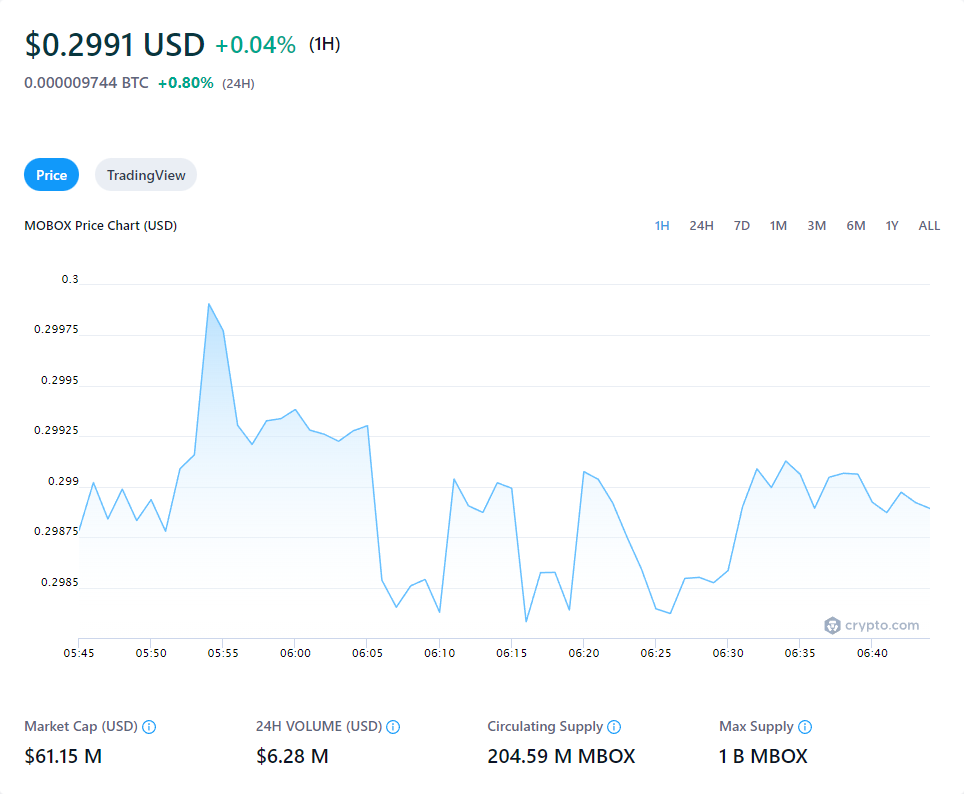 $0.2991 USD +0.04% (1H)
0.000009744 BTC +0.80% (24H)
Price TradingView
MOBOX Price Chart (USD) 1H 24H 7D 1M 3M 6M 1Y ALL
0.3
0.29975
0.2995
0.29925
0.299
0.29875
0.2985
crypto.com
05:45 05:50 05:55 06:00 06:05 06:10 06:15 06:20 06:25 06:30 06:35 06:40
Market Cap (USD) 24H VOLUME (USD) Circulating Supply Max Supply
$61.15 M $6.28 M 204.59 M MBOX 1 B MBOX